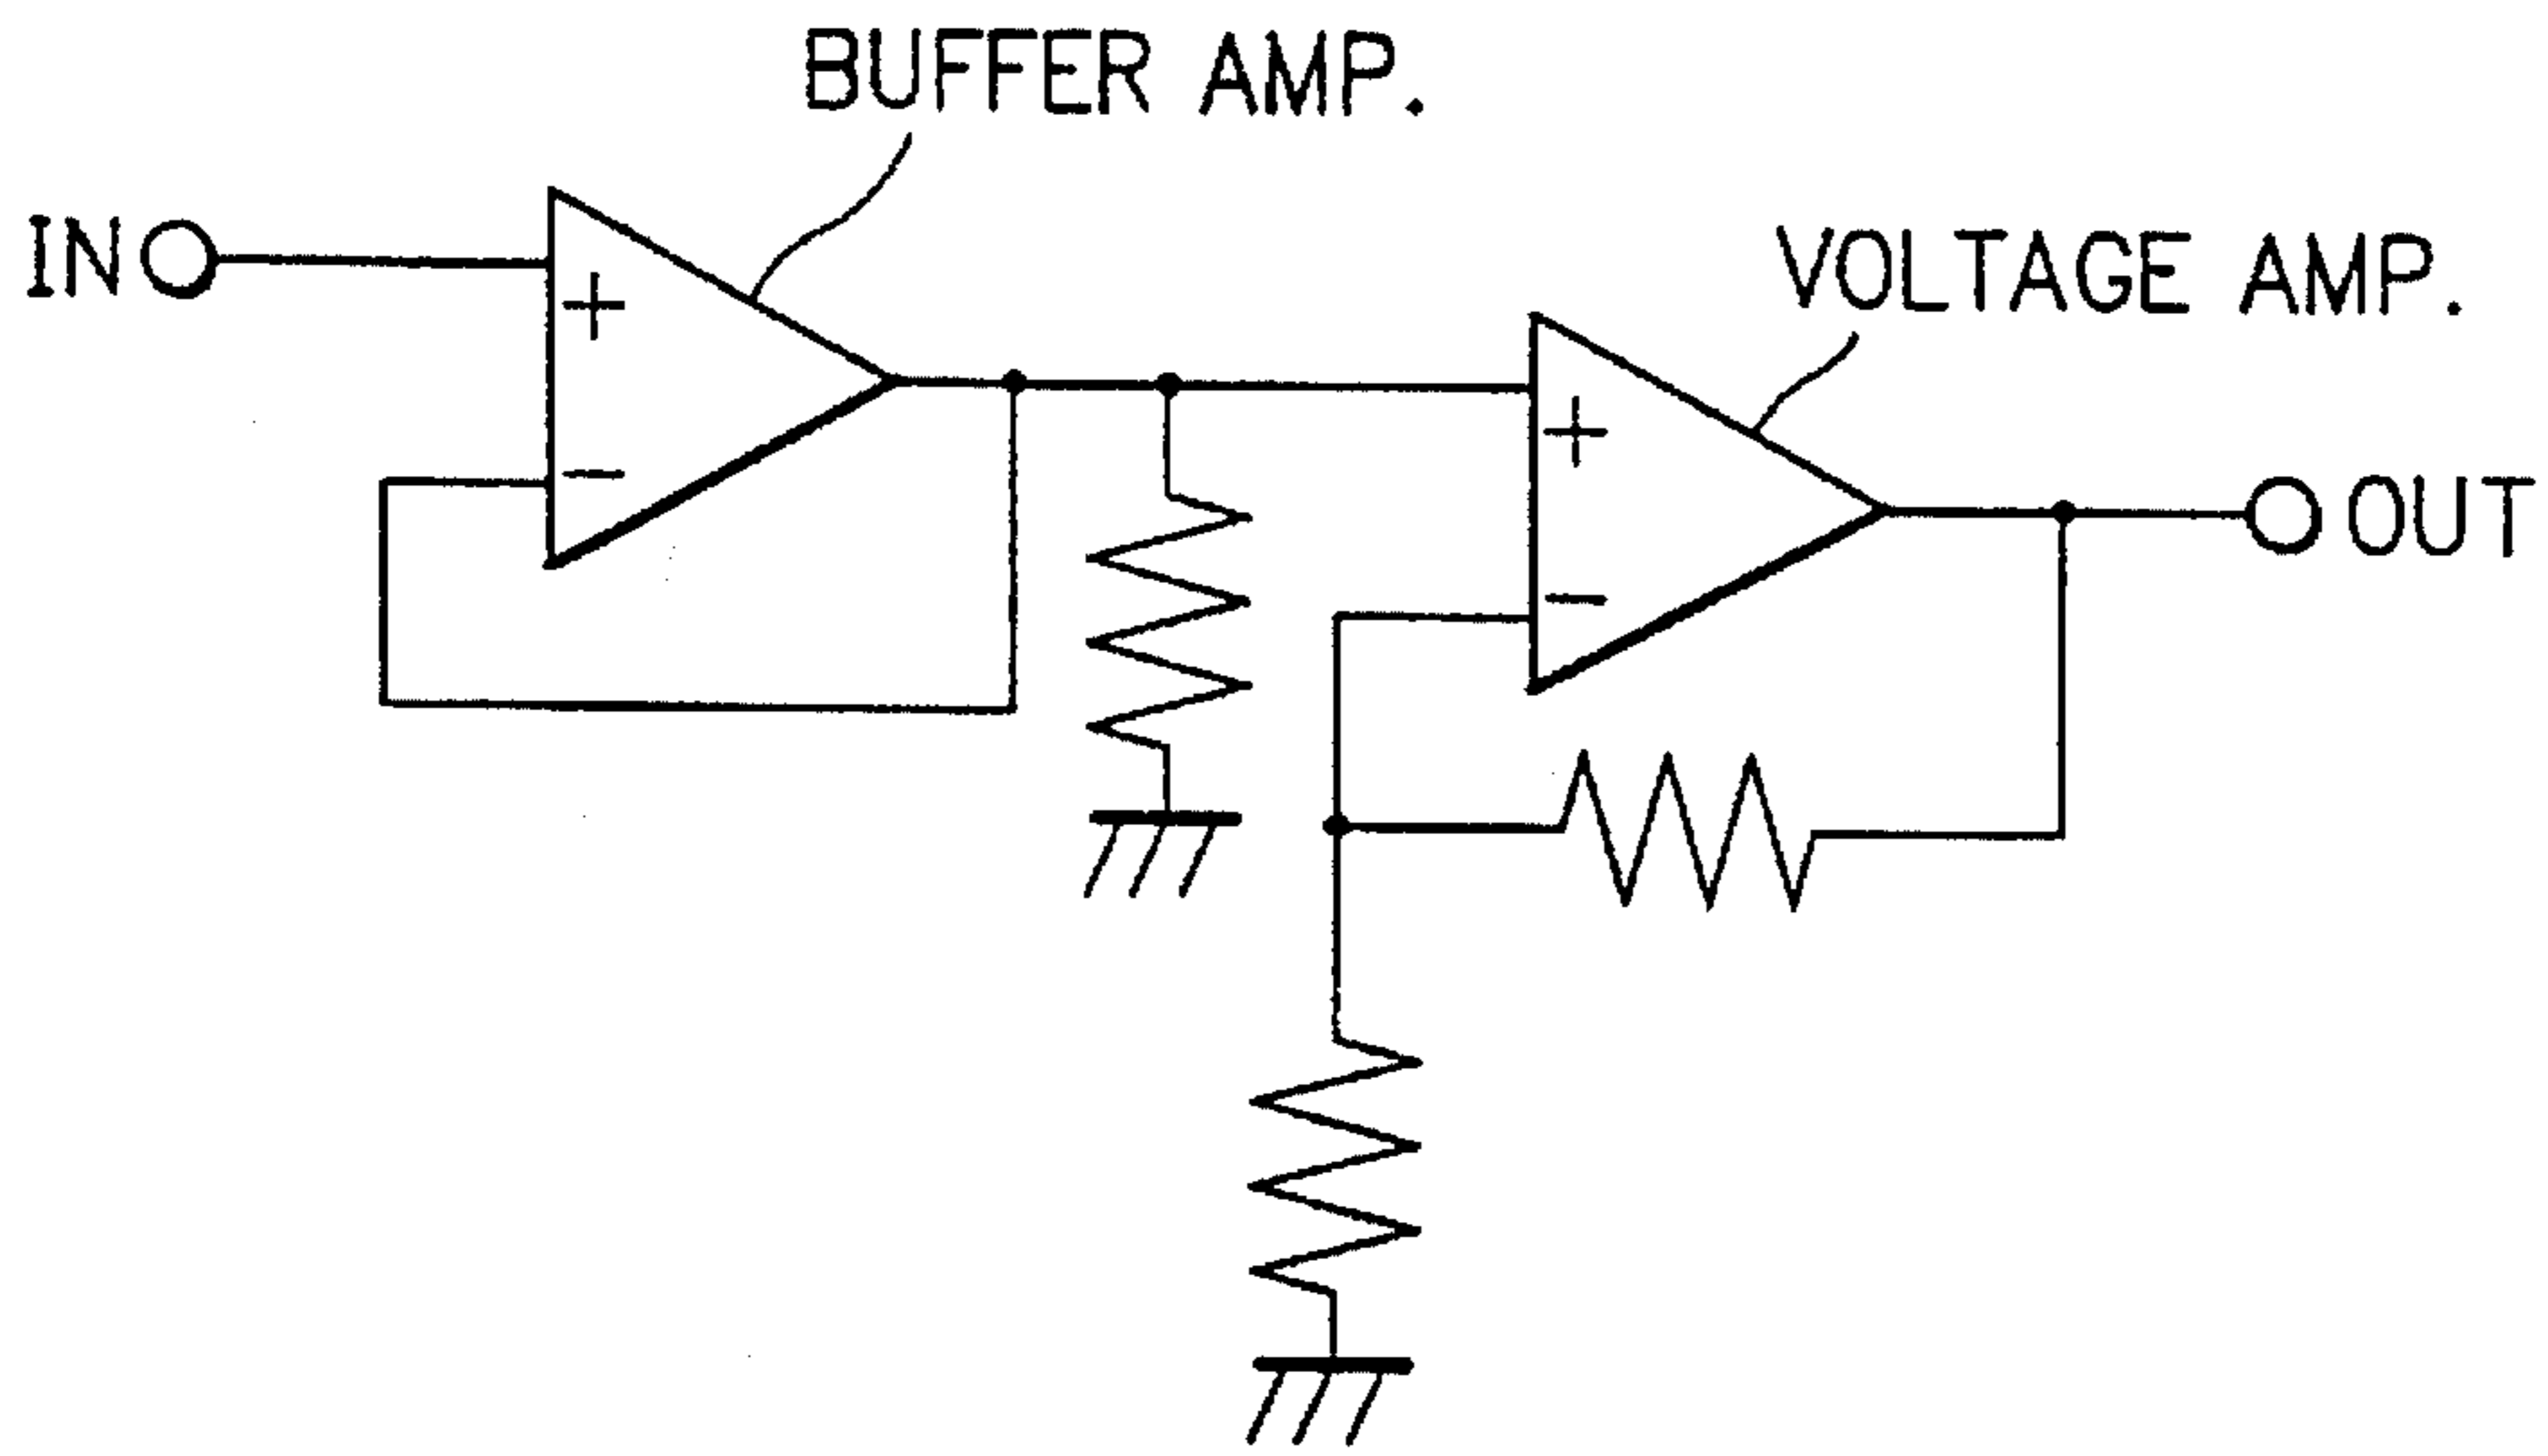 BUFFER AMP.
IN
+
−
VOLTAGE AMP.
+
−
OUT